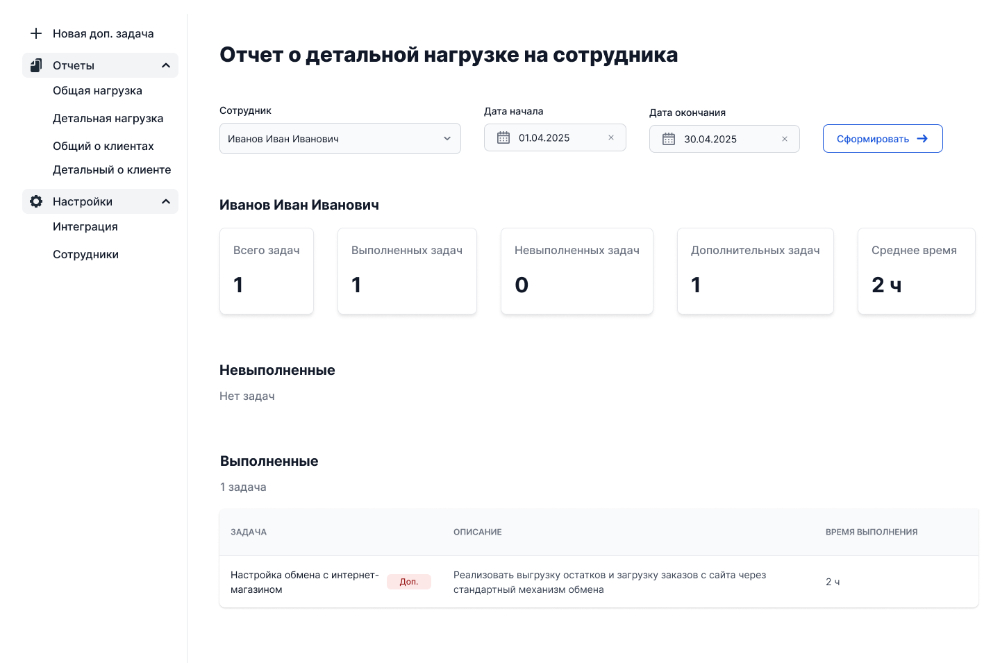 Новая доп. задача
Отчеты
Общая нагрузка
Детальная нагрузка
Общий о клиентах
Детальный о клиенте
Настройки
Интеграция
Сотрудники
Отчет о детальной нагрузке на сотрудника
Сотрудник
Иванов Иван Иванович
Дата начала
01.04.2025
Дата окончания
30.04.2025
Сформировать
Иванов Иван Иванович
Всего задач
1
Выполненных задач
1
Невыполненных задач
0
Дополнительных задач
1
Среднее время
2 ч
Невыполненные
Нет задач
Выполненные
1 задача
ЗАДАЧА ОПИСАНИЕ ВРЕМЯ ВЫПОЛНЕНИЯ
Настройка обмена с интернет-
магазином
Доп.
Реализовать выгрузку остатков и загрузку заказов с сайта через
стандартный механизм обмена
2 ч